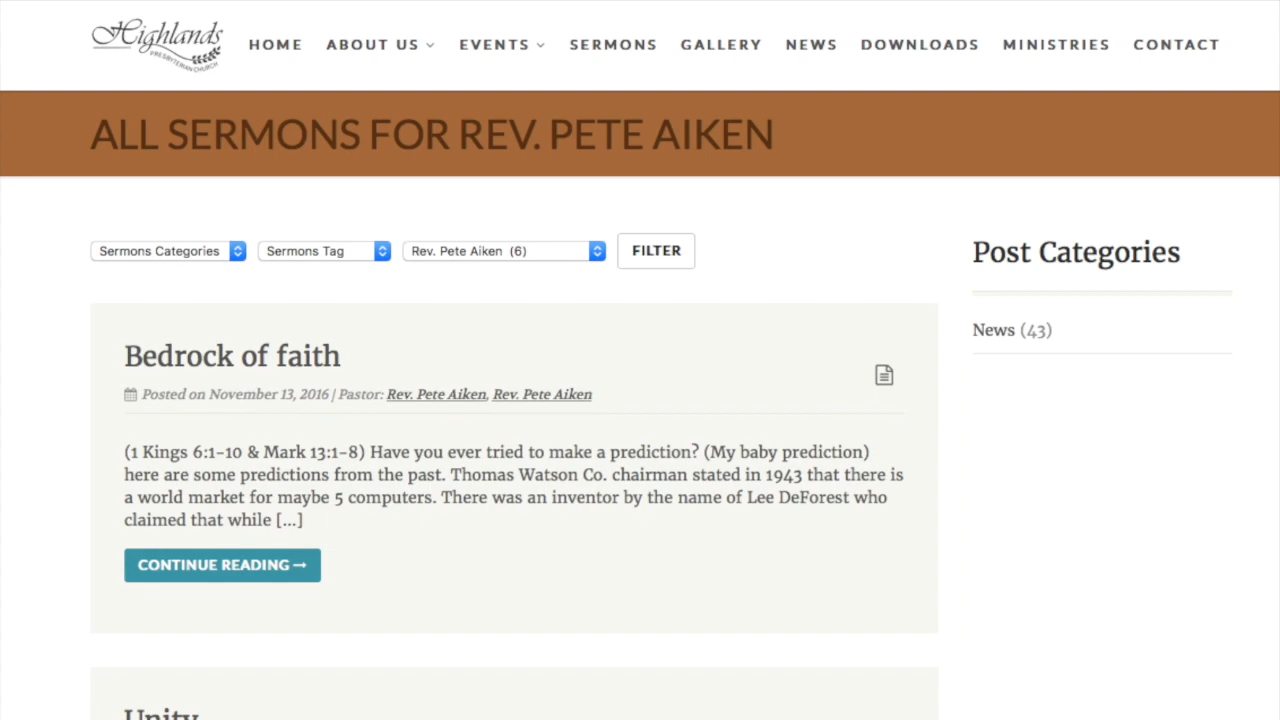 Highlands
PRESBYTERIAN CHURCH
HOME ABOUT US EVENTS SERMONS GALLERY NEWS DOWNLOADS MINISTRIES CONTACT
ALL SERMONS FOR REV. PETE AIKEN
Sermons Categories Sermons Tag Rev. Pete Aiken (6) FILTER
Post Categories
News (43)
Bedrock of faith
Posted on November 13, 2016 | Pastor: Rev. Pete Aiken, Rev. Pete Aiken
(1 Kings 6:1-10 & Mark 13:1-8) Have you ever tried to make a prediction? (My baby prediction)
here are some predictions from the past. Thomas Watson Co. chairman stated in 1943 that there is
a world market for maybe 5 computers. There was an inventor by the name of Lee DeForest who
claimed that while [...]
CONTINUE READING →
Unity